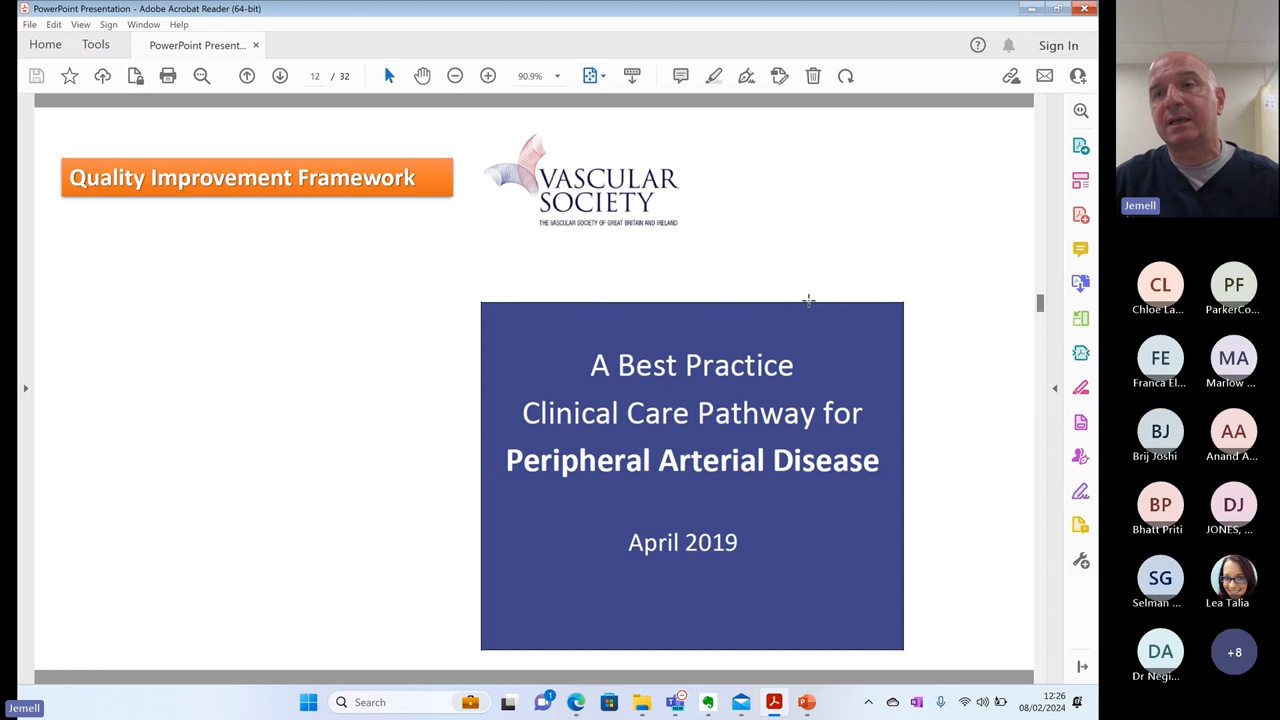 PowerPoint Presentation - Adobe Acrobat Reader (64-bit)
File Edit View Sign Window Help
Home Tools PowerPoint Present... × Sign In
12 / 32 90.9%
Quality Improvement Framework
VASCULAR
SOCIETY
THE VASCULAR SOCIETY OF GREAT BRITAIN AND IRELAND
A Best Practice
Clinical Care Pathway for
Peripheral Arterial Disease
April 2019
Jemell
CL PF
Chloe La... ParkerCo...
FE MA
Franca El... Marlow ...
BJ AA
Brij Joshi Anand A...
BP DJ
Bhatt Priti JONES, ...
SG
Selman ... Lea Talia
DA +8
Dr Negi...
Jemell
Search
1
12:26
08/02/2024